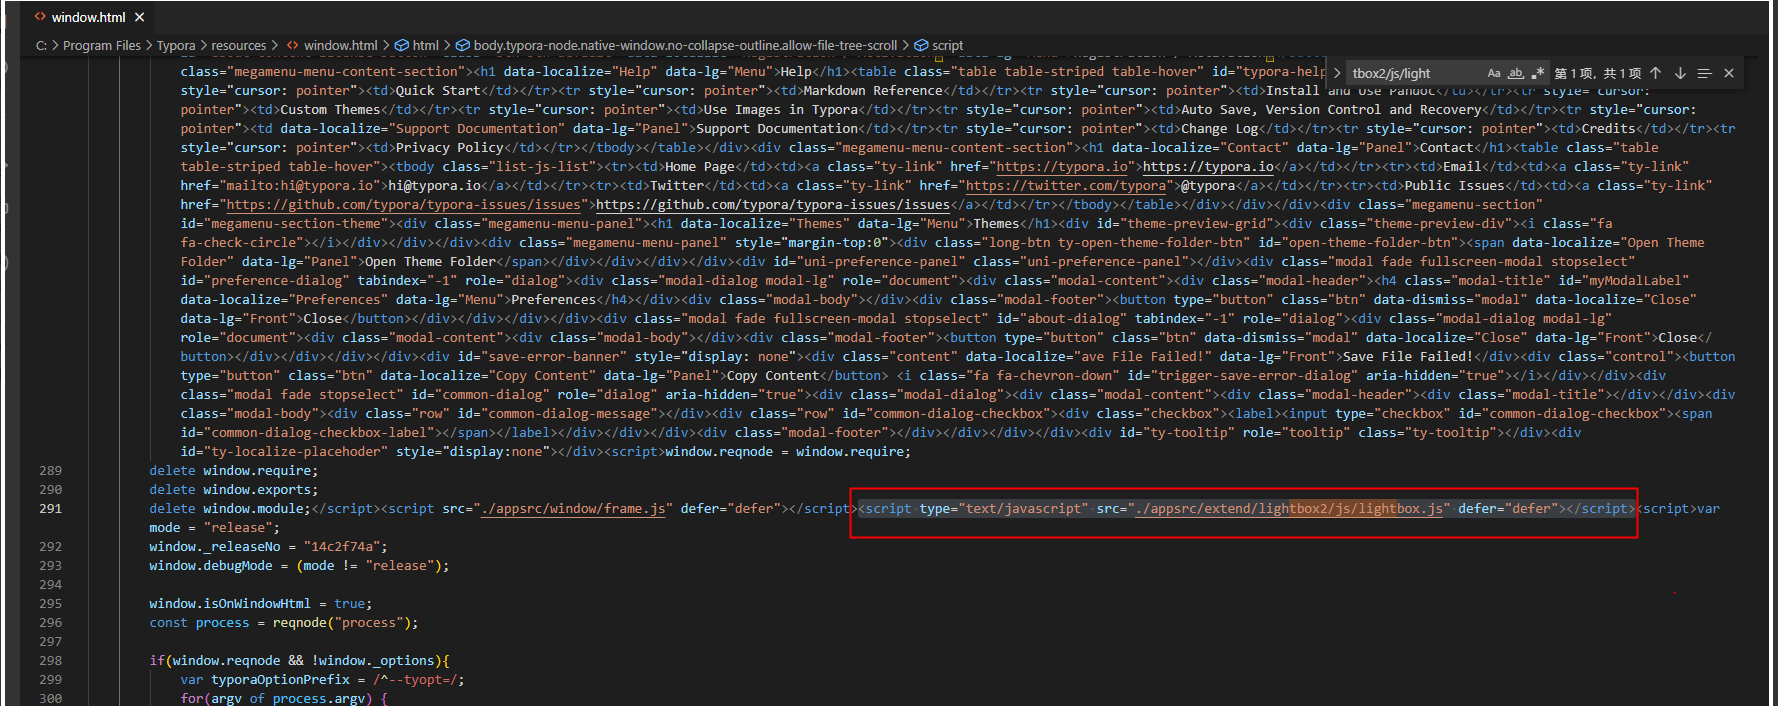 window.html
C: > Program Files > Typora > resources > window.html > html > body.typora-node.native-window.no-collapse-outline.allow-file-tree-scroll > script
tbox2/js/light Aa ab .* 第1项, 共1项
class="megamenu-menu-content-section"><h1 data-localize="Help" data-lg="Menu">Help</h1><table class="table table-striped table-hover" id="typora-help
style="cursor: pointer"><td>Quick Start</td></tr><tr style="cursor: pointer"><td>Markdown Reference</td></tr><tr style="cursor: pointer"><td>Install and Use Pandoc</td></tr><tr style="cursor:
pointer"><td>Custom Themes</td></tr><tr style="cursor: pointer"><td>Use Images in Typora</td></tr><tr style="cursor: pointer"><td>Auto Save, Version Control and Recovery</td></tr><tr style="cursor:
pointer"><td data-localize="Support Documentation" data-lg="Panel">Support Documentation</td></tr><tr style="cursor: pointer"><td>Change Log</td></tr><tr style="cursor: pointer"><td>Credits</td></tr><tr
style="cursor: pointer"><td>Privacy Policy</td></tr></tbody></table></div><div class="megamenu-menu-content-section"><h1 data-localize="Contact" data-lg="Panel">Contact</h1><table class="table
table-striped table-hover"><tbody class="list-js-list"><tr><td>Home Page</td><td><a class="ty-link" href="https://typora.io">https://typora.io</a></td></tr><tr><td>Email</td><td><a class="ty-link"
href="mailto:hi@typora.io">hi@typora.io</a></td></tr><tr><td>Twitter</td><td><a class="ty-link" href="https://twitter.com/typora">@typora</a></td></tr><tr><td>Public Issues</td><td><a class="ty-link"
href="https://github.com/typora/typora-issues/issues">https://github.com/typora/typora-issues/issues</a></td></tr></tbody></table></div></div></div><div class="megamenu-section"
id="megamenu-section-theme"><div class="megamenu-menu-panel"><h1 data-localize="Themes" data-lg="Menu">Themes</h1><div id="theme-preview-grid"><div class="theme-preview-div"><i class="fa
fa-check-circle"></i></div></div></div><div class="megamenu-menu-panel" style="margin-top:0"><div class="long-btn ty-open-theme-folder-btn" id="open-theme-folder-btn"><span data-localize="Open Theme
Folder" data-lg="Panel">Open Theme Folder</span></div></div></div></div><div id="uni-preference-panel" class="uni-preference-panel"></div><div class="modal fade fullscreen-modal stopselect"
id="preference-dialog" tabindex="-1" role="dialog"><div class="modal-dialog modal-lg" role="document"><div class="modal-content"><div class="modal-header"><h4 class="modal-title" id="myModalLabel"
data-localize="Preferences" data-lg="Menu">Preferences</h4></div><div class="modal-body"></div><div class="modal-footer"><button type="button" class="btn" data-dismiss="modal" data-localize="Close"
data-lg="Front">Close</button></div></div></div></div><div class="modal fade fullscreen-modal stopselect" id="about-dialog" tabindex="-1" role="dialog"><div class="modal-dialog modal-lg"
role="document"><div class="modal-content"><div class="modal-body"></div><div class="modal-footer"><button type="button" class="btn" data-dismiss="modal" data-localize="Close" data-lg="Front">Close</
button></div></div></div></div><div id="save-error-banner" style="display: none"><div class="content" data-localize="ave File Failed!" data-lg="Front">Save File Failed!</div><div class="control"><button
type="button" class="btn" data-localize="Copy Content" data-lg="Panel">Copy Content</button> <i class="fa fa-chevron-down" id="trigger-save-error-dialog" aria-hidden="true"></i></div></div><div
class="modal fade stopselect" id="common-dialog" role="dialog" aria-hidden="true"><div class="modal-dialog"><div class="modal-content"><div class="modal-header"><div class="modal-title"></div></div><div
class="modal-body"><div class="row" id="common-dialog-message"></div><div class="row" id="common-dialog-checkbox"><div class="checkbox"><label><input type="checkbox" id="common-dialog-checkbox"><span
id="common-dialog-checkbox-label"></span></label></div></div></div><div class="modal-footer"></div></div></div></div><div id="ty-tooltip" role="tooltip" class="ty-tooltip"></div><div
id="ty-localize-placehoder" style="display:none"></div><script>window.reqnode = window.require;
289 delete window.require;
290 delete window.exports;
291 delete window.module;</script><script src="./appsrc/window/frame.js" defer="defer"></script><script type="text/javascript" src="./appsrc/extend/lightbox2/js/lightbox.js" defer="defer"></script><script>var
mode = "release";
292 window._releaseNo = "14c2f74a";
293 window.debugMode = (mode != "release");
294
295 window.isOnWindowHtml = true;
296 const process = reqnode("process");
297
298 if(window.reqnode && !window._options){
299 var typoraOptionPrefix = /^--tyopt=/;
300 for(argv of process.argv) {